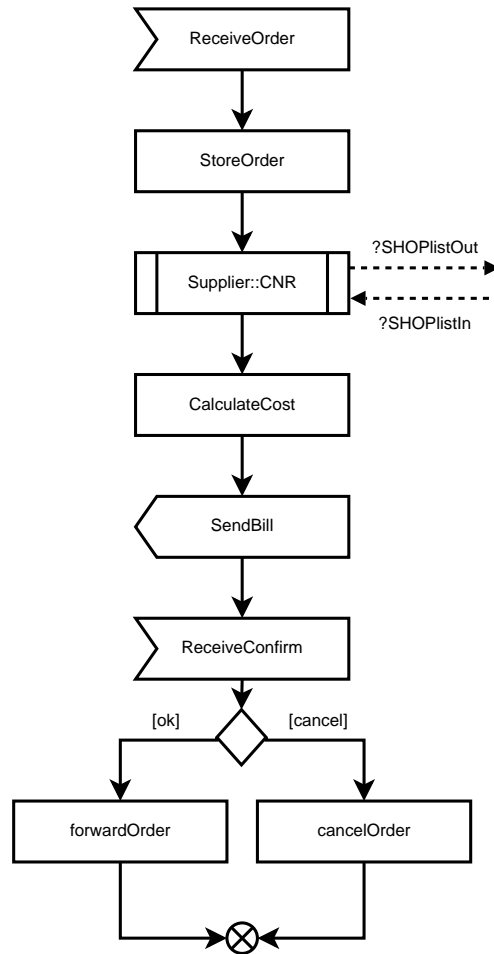 ReceiveOrder
StoreOrder
?SHOPlistOut
Supplier::CNR
?SHOPlistIn
CalculateCost
SendBill
ReceiveConfirm
[ok]
[cancel]
forwardOrder
cancelOrder